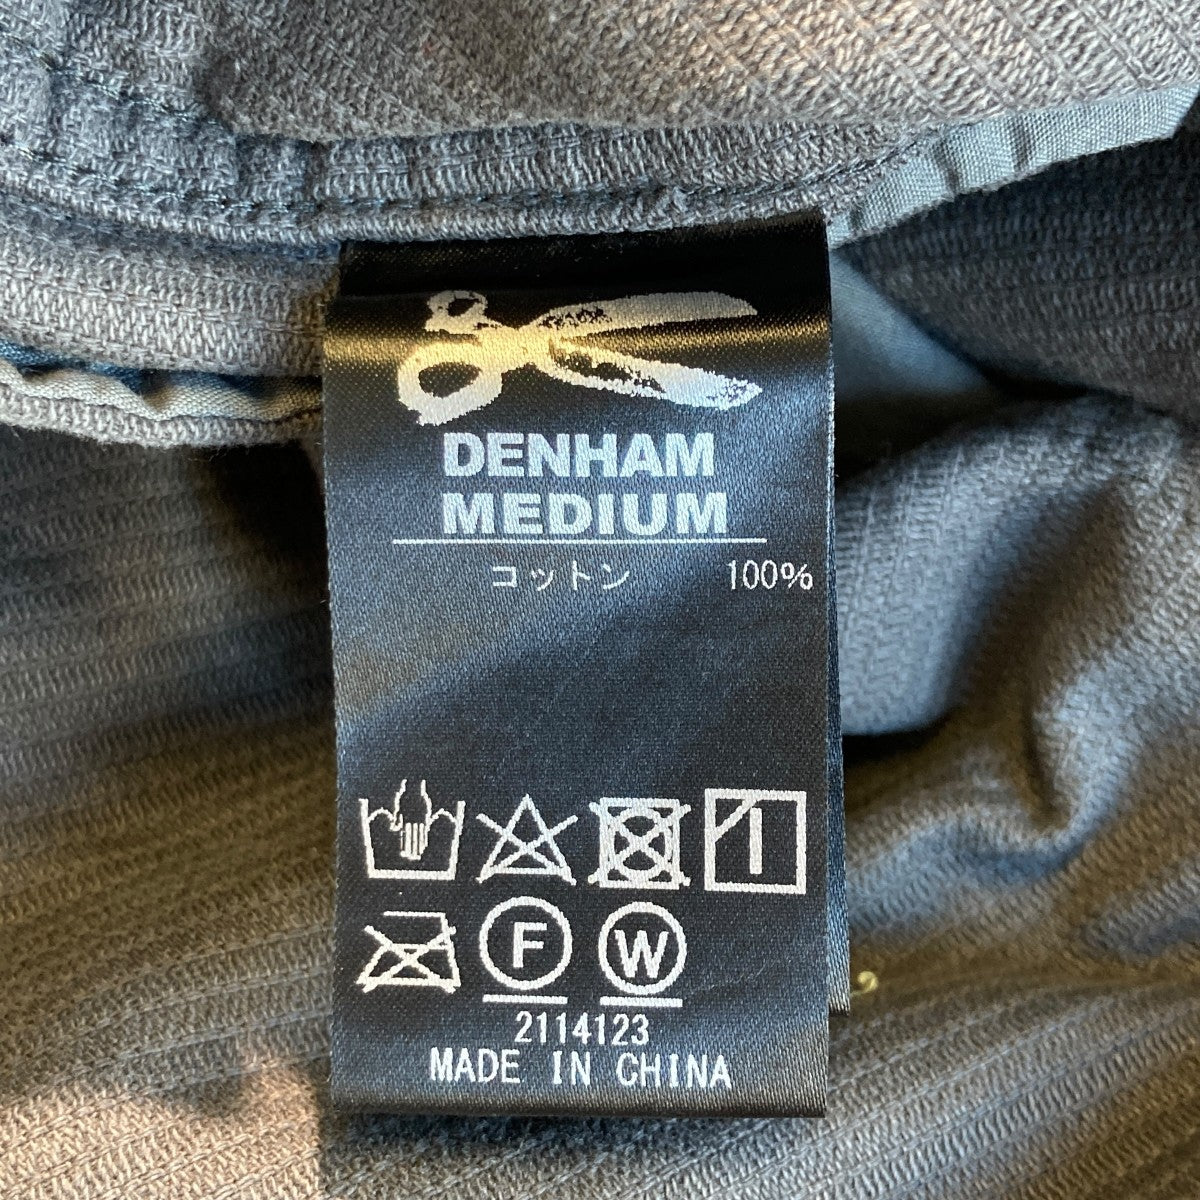 DENHAM
MEDIUM
コットン 100%
F W
2114123
MADE IN CHINA